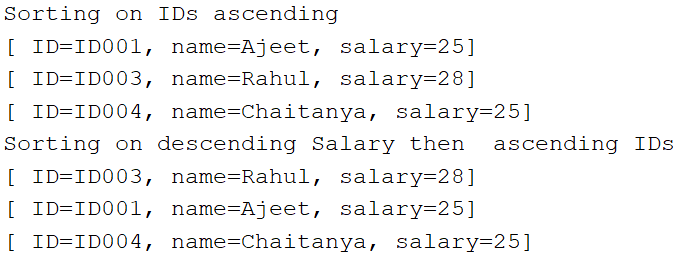 Sorting on IDs ascending
[ ID=ID001, name=Ajeet, salary=25]
[ ID=ID003, name=Rahul, salary=28]
[ ID=ID004, name=Chaitanya, salary=25]
Sorting on descending Salary then  ascending IDs
[ ID=ID003, name=Rahul, salary=28]
[ ID=ID001, name=Ajeet, salary=25]
[ ID=ID004, name=Chaitanya, salary=25]